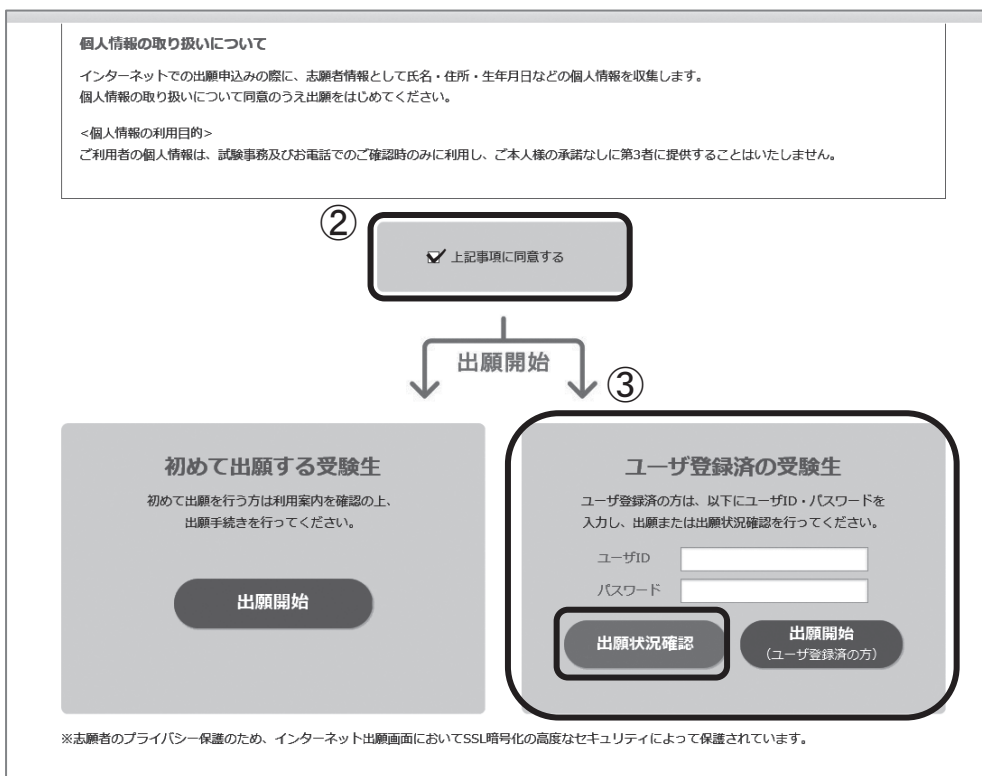 個人情報の取り扱いについて
インターネットでの出願申込みの際に、志願者情報として氏名・住所・生年月日などの個人情報を収集します。
個人情報の取り扱いについて同意のうえ出願をはじめてください。
<個人情報の利用目的>
ご利用者の個人情報は、試験事務及びお電話でのご確認時のみに利用し、ご本人様の承諾なしに第3者に提供することはいたしません。
②
上記事項に同意する
出願開始
③
初めて出願する受験生
初めて出願を行う方は利用案内を確認の上、
出願手続きを行ってください。
出願開始
ユーザ登録済の受験生
ユーザ登録済の方は、以下にユーザID・パスワードを
入力し、出願または出願状況確認を行ってください。
ユーザID
パスワード
出願状況確認
出願開始
（ユーザ登録済の方）
※志願者のプライバシー保護のため、インターネット出願画面においてSSL暗号化の高度なセキュリティによって保護されています。